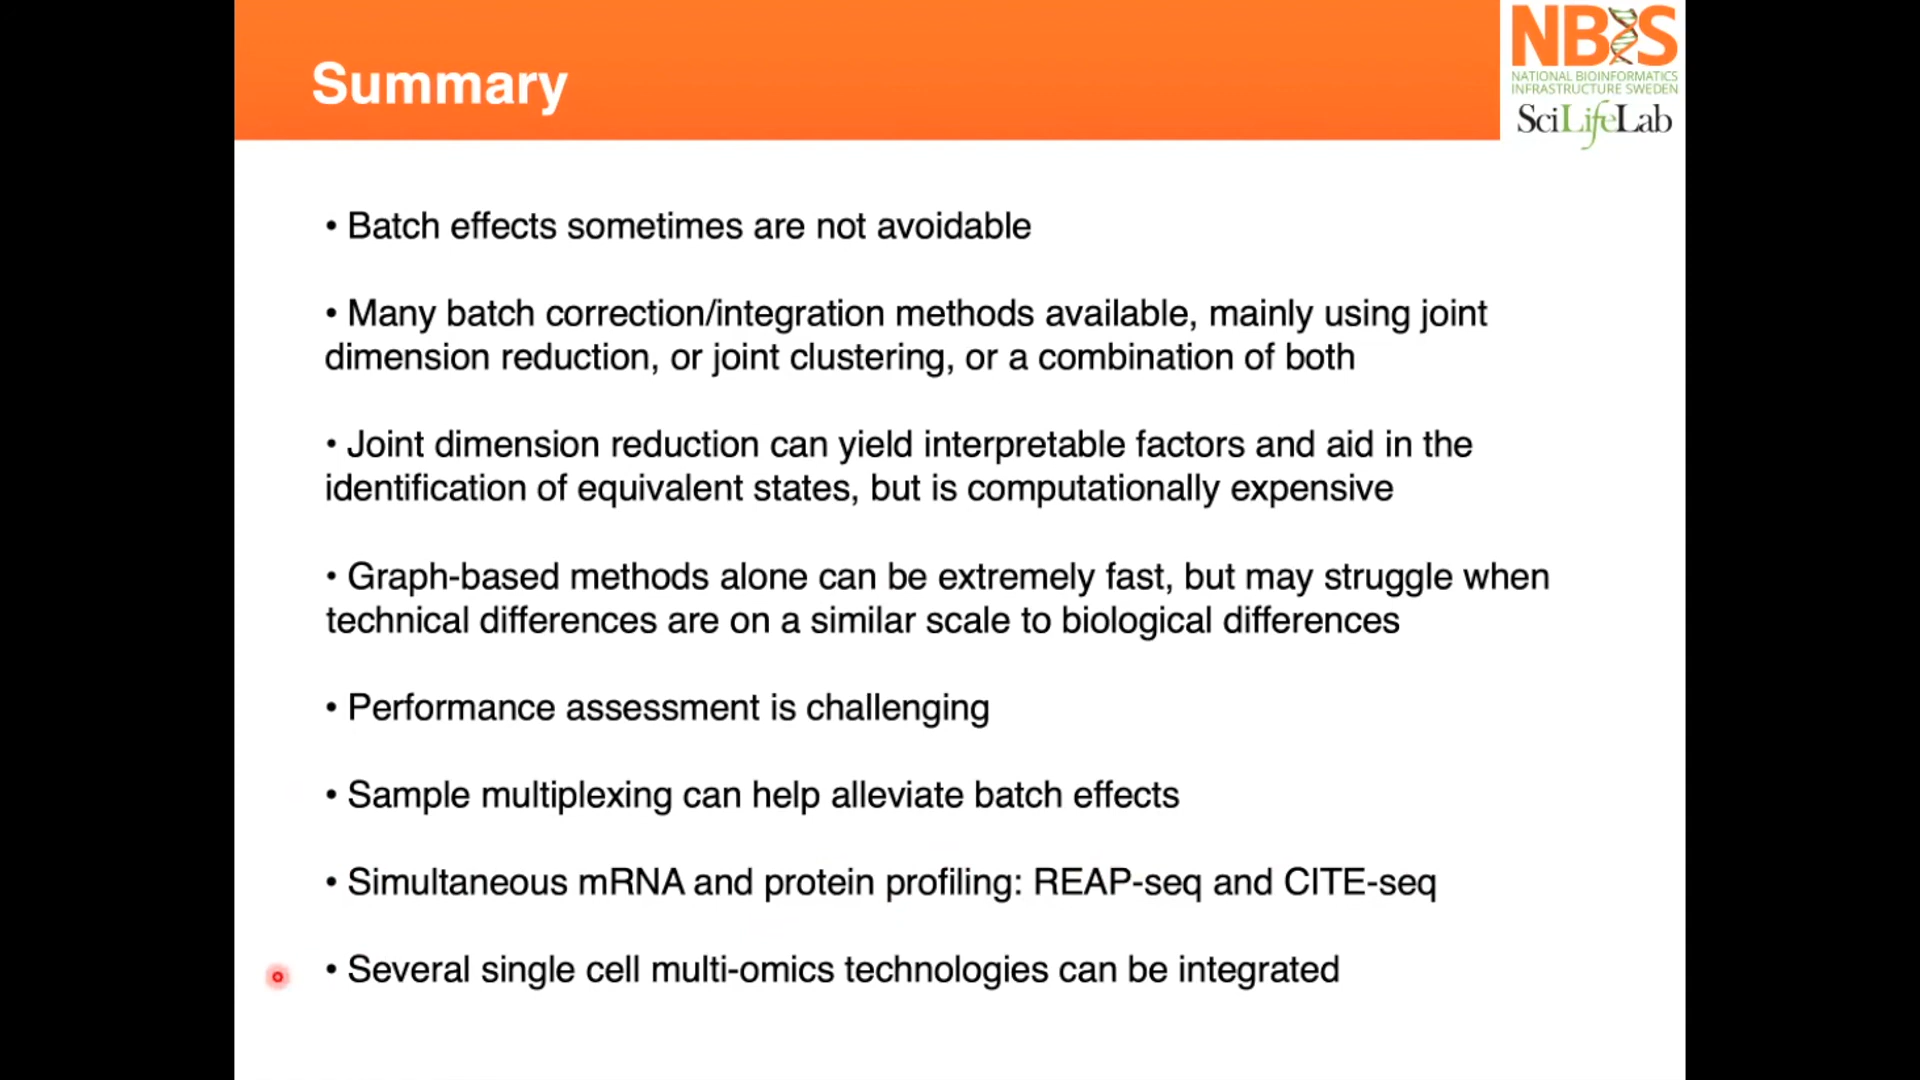 Summary
NBIS
NATIONAL BIOINFORMATICS
INFRASTRUCTURE SWEDEN
SciLifeLab
• Batch effects sometimes are not avoidable
• Many batch correction/integration methods available, mainly using joint
dimension reduction, or joint clustering, or a combination of both
• Joint dimension reduction can yield interpretable factors and aid in the
identification of equivalent states, but is computationally expensive
• Graph-based methods alone can be extremely fast, but may struggle when
technical differences are on a similar scale to biological differences
• Performance assessment is challenging
• Sample multiplexing can help alleviate batch effects
• Simultaneous mRNA and protein profiling: REAP-seq and CITE-seq
• Several single cell multi-omics technologies can be integrated